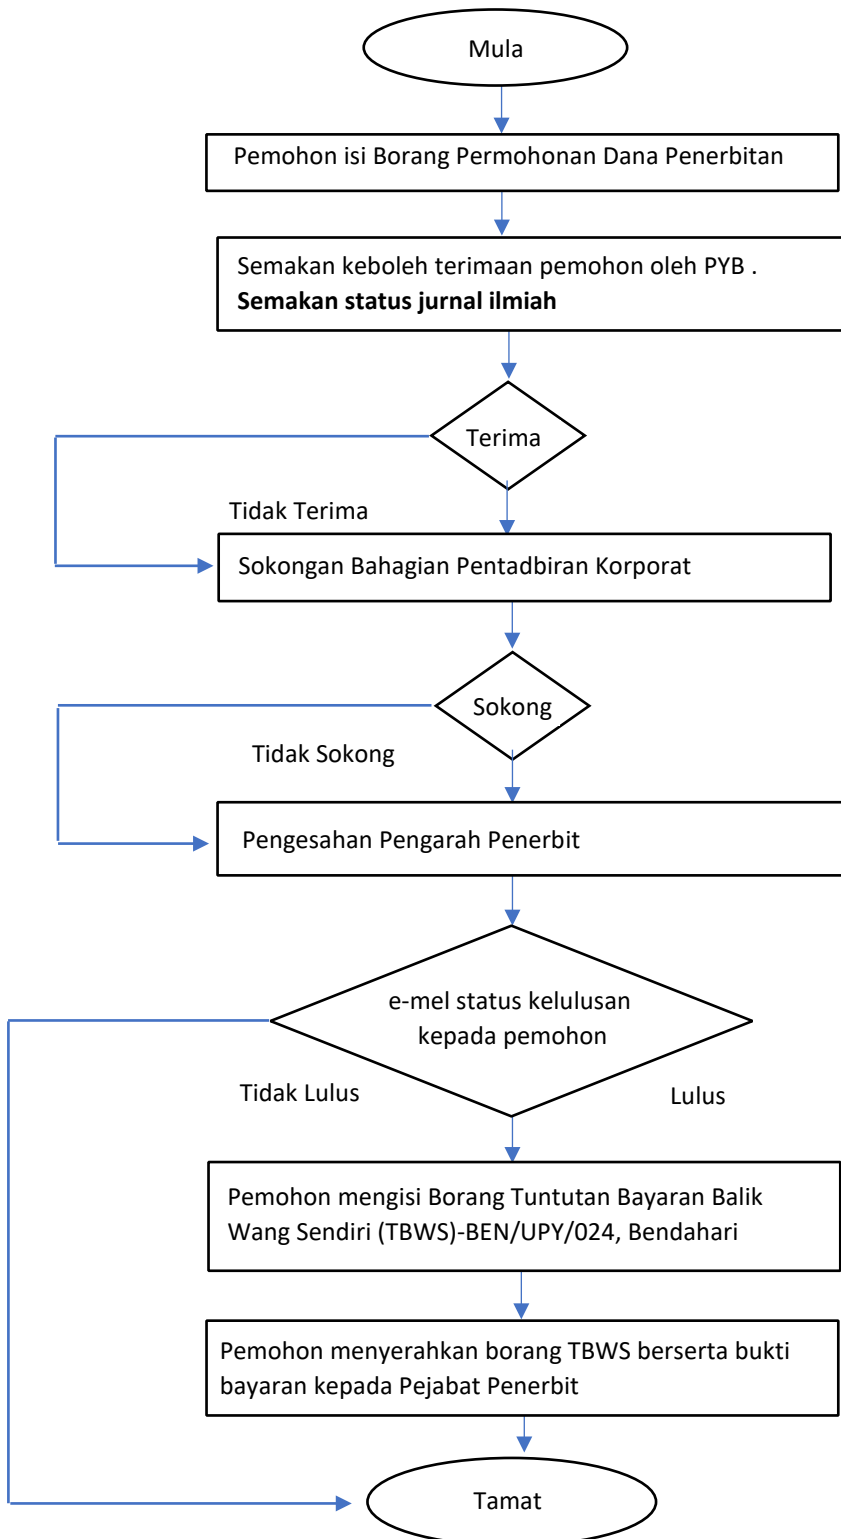 Mula
Pemohon isi Borang Permohonan Dana Penerbitan
Semakan keboleh terimaan pemohon oleh PYB .
Semakan status jurnal ilmiah
Terima
Tidak Terima
Sokongan Bahagian Pentadbiran Korporat
Sokong
Tidak Sokong
Pengesahan Pengarah Penerbit
e-mel status kelulusan
kepada pemohon
Tidak Lulus
Lulus
Pemohon mengisi Borang Tuntutan Bayaran Balik
Wang Sendiri (TBWS)-BEN/UPY/024, Bendahari
Pemohon menyerahkan borang TBWS berserta bukti
bayaran kepada Pejabat Penerbit
Tamat